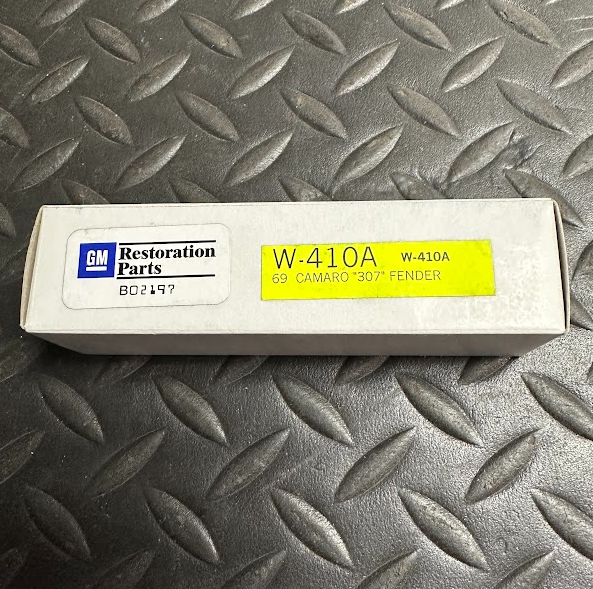 GM
Restoration
Parts
B02197
W-410A W-410A
69 CAMARO "307" FENDER